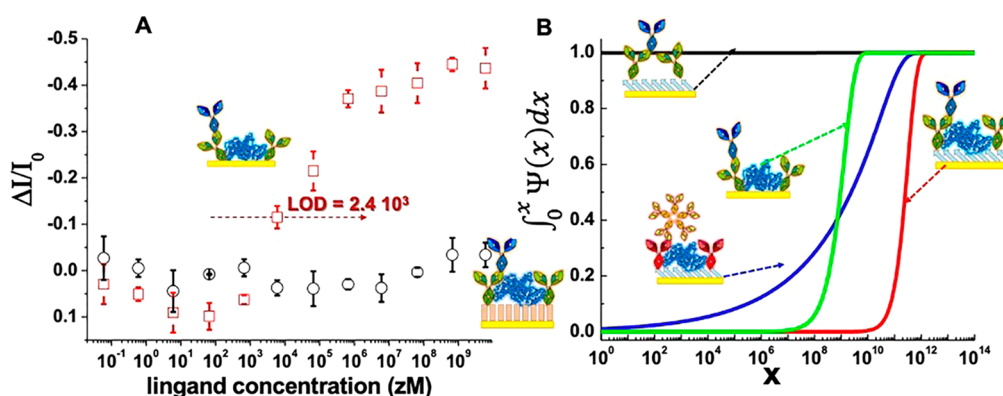 A
B
ΔI/I₀
-0.5
-0.4
-0.3
-0.2
-0.1
0.0
0.1
LOD = 2.4 10³
10⁻¹ 10⁰ 10¹ 10² 10³ 10⁴ 10⁵ 10⁶ 10⁷ 10⁸ 10⁹
lingand concentration (zM)
∫₀ˣ Ψ(x)dx
1.0
0.8
0.6
0.4
0.2
0.0
10⁰ 10² 10⁴ 10⁶ 10⁸ 10¹⁰ 10¹² 10¹⁴
x